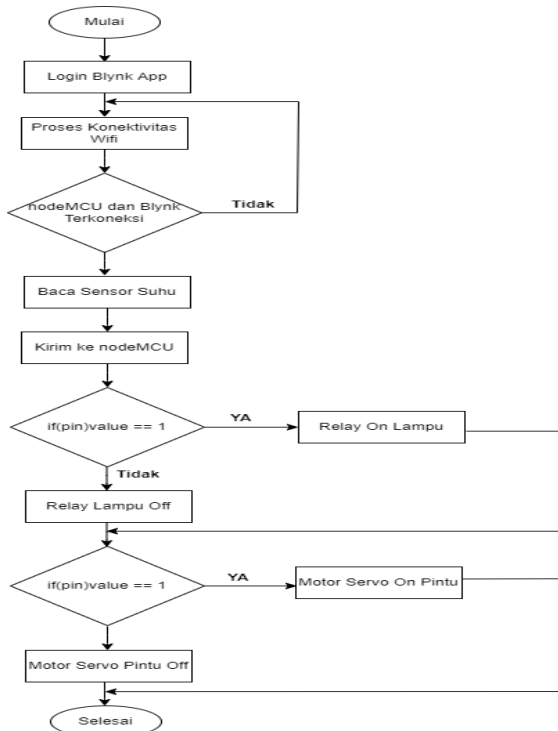 Mulai
Login Blynk App
Proses Konektivitas
Wifi
nodeMCU dan Blynk
Terkoneksi
Tidak
Baca Sensor Suhu
Kirim ke nodeMCU
if(pin)value == 1
YA
Relay On Lampu
Tidak
Relay Lampu Off
if(pin)value == 1
YA
Motor Servo On Pintu
Motor Servo Pintu Off
Selesai